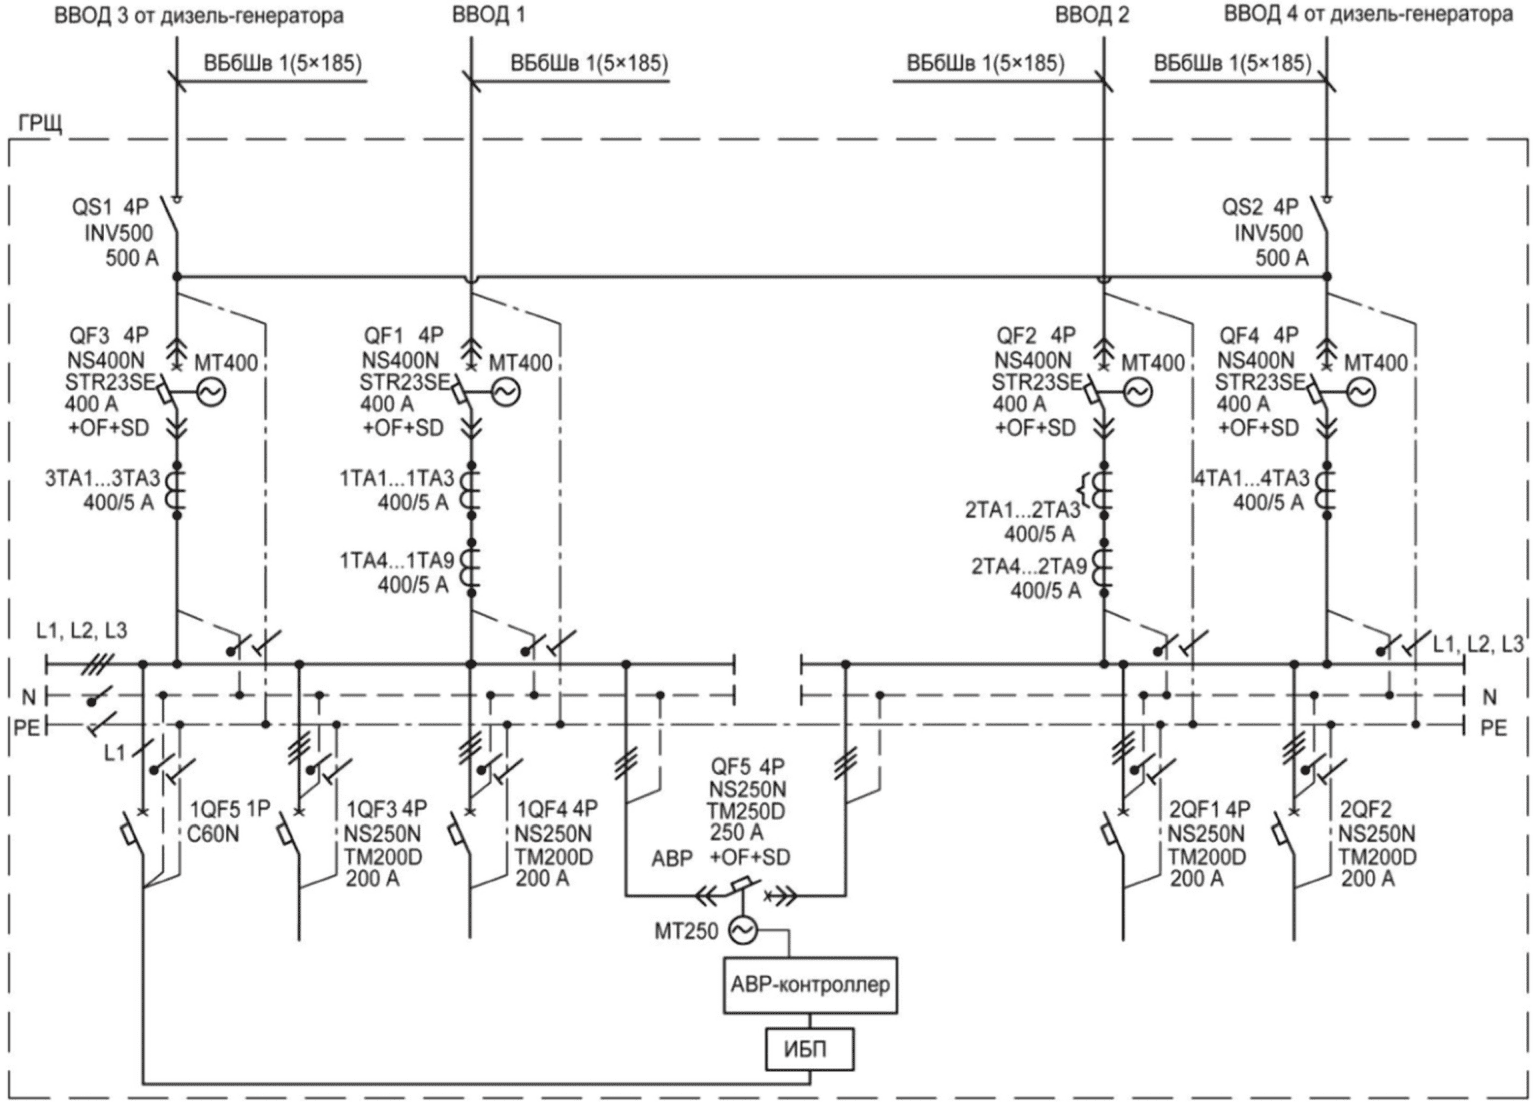 ВВОД 3 от дизель-генератора
ВВОД 1
ВВОД 2
ВВОД 4 от дизель-генератора
ВБбШв 1(5×185)
ВБбШв 1(5×185)
ВБбШв 1(5×185)
ВБбШв 1(5×185)
ГРЩ
QS1 4P
INV500
500 А
QS2 4P
INV500
500 А
QF3 4P
NS400N
STR23SE
400 А
+OF+SD
MT400
QF1 4P
NS400N
STR23SE
400 А
+OF+SD
MT400
QF2 4P
NS400N
STR23SE
400 А
+OF+SD
MT400
QF4 4P
NS400N
STR23SE
400 А
+OF+SD
MT400
3TA1...3TA3
400/5 А
1TA1...1TA3
400/5 А
2TA1...2TA3
400/5 А
4TA1...4TA3
400/5 А
1TA4...1TA9
400/5 А
2TA4...2TA9
400/5 А
L1, L2, L3
L1, L2, L3
N
N
PE
PE
L1
1QF5 1P
C60N
1QF3 4P
NS250N
TM200D
200 А
1QF4 4P
NS250N
TM200D
200 А
QF5 4P
NS250N
TM250D
250 А
АВР +OF+SD
MT250
2QF1 4P
NS250N
TM200D
200 А
2QF2
NS250N
TM200D
200 А
АВР-контроллер
ИБП